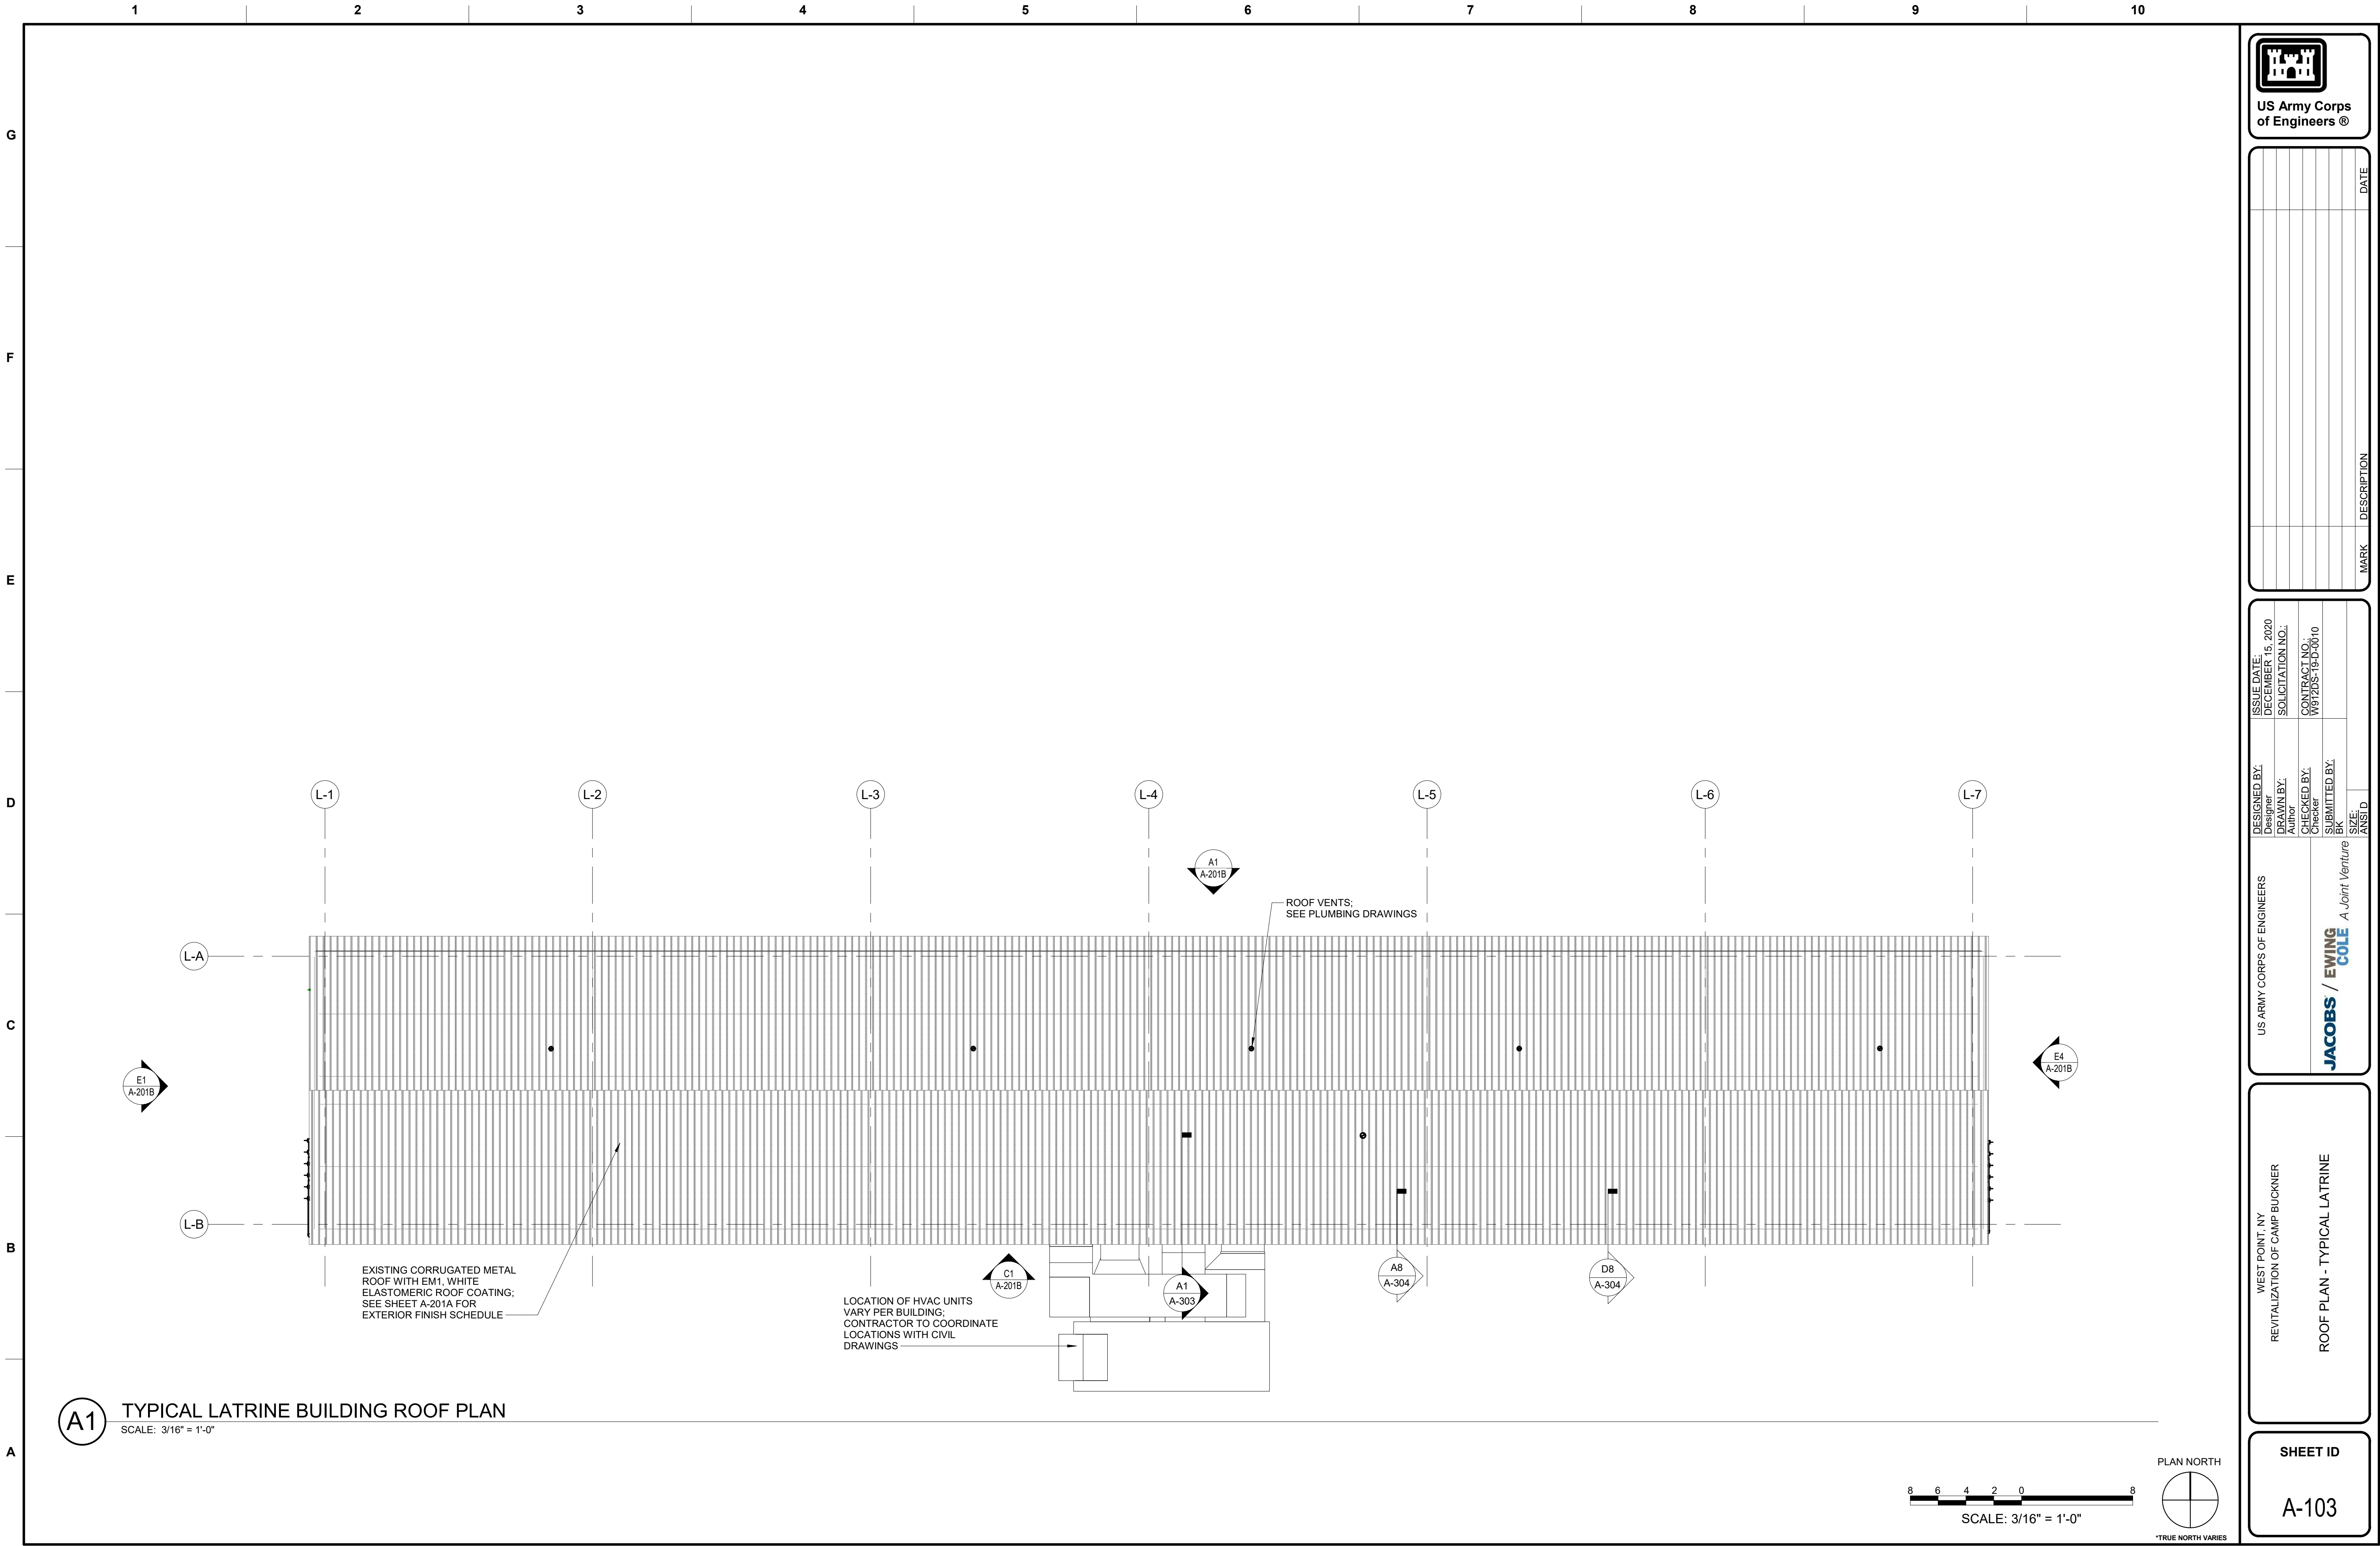 1 2 3 4 5 6 7 8 9 10
G
F
E
D
C
B
A
L-1 L-2 L-3 L-4 L-5 L-6 L-7
A1
A-201B
ROOF VENTS;
SEE PLUMBING DRAWINGS
L-A
E1
A-201B
E4
A-201B
L-B
EXISTING CORRUGATED METAL
ROOF WITH EM1, WHITE
ELASTOMERIC ROOF COATING;
SEE SHEET A-201A FOR
EXTERIOR FINISH SCHEDULE
C1
A-201B
LOCATION OF HVAC UNITS
VARY PER BUILDING;
CONTRACTOR TO COORDINATE
LOCATIONS WITH CIVIL
DRAWINGS
A1
A-303
A8
A-304
D8
A-304
A1
TYPICAL LATRINE BUILDING ROOF PLAN
SCALE: 3/16" = 1'-0"
8 6 4 2 0 8
SCALE: 3/16" = 1'-0"
PLAN NORTH
*TRUE NORTH VARIES
US Army Corps
of Engineers ®
MARK DESCRIPTION DATE
DESIGNED BY:
Designer
DRAWN BY:
Author
CHECKED BY:
Checker
SUBMITTED BY:
BK
SIZE:
ANSI D
ISSUE DATE:
DECEMBER 15, 2020
SOLICITATION NO.:
CONTRACT NO.:
W912DS-19-D-0010
US ARMY CORPS OF ENGINEERS
JACOBS / EWING
COLE
A Joint Venture
WEST POINT, NY
REVITALIZATION OF CAMP BUCKNER
ROOF PLAN - TYPICAL LATRINE
SHEET ID
A-103